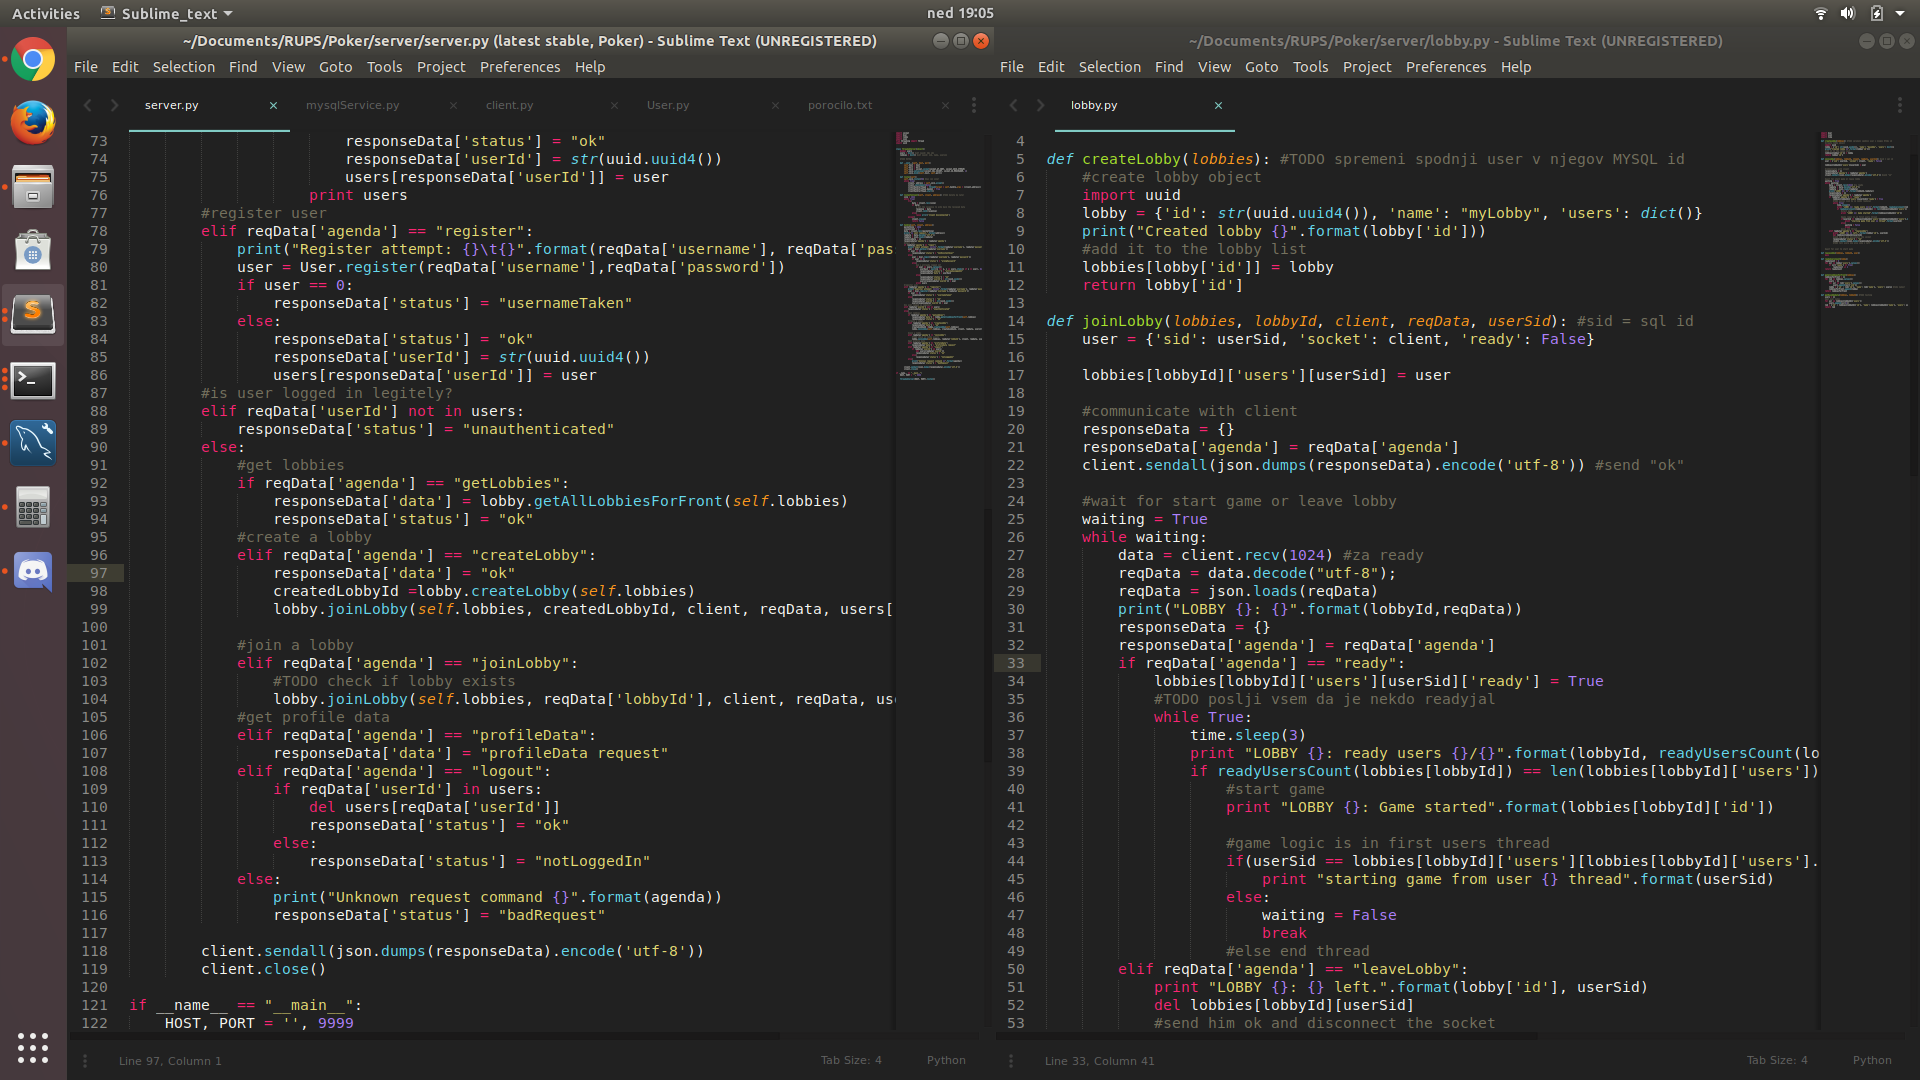 Activities
Sublime_text
ned 19:05
~/Documents/RUPS/Poker/server/server.py (latest stable, Poker) - Sublime Text (UNREGISTERED)
File Edit Selection Find View Goto Tools Project Preferences Help
server.py mysqlService.py client.py User.py porocilo.txt
73 responseData['status'] = "ok"
74 responseData['userId'] = str(uuid.uuid4())
75 users[responseData['userId']] = user
76 print users
77 #register user
78 elif reqData['agenda'] == "register":
79 print("Register attempt: {}\t{}".format(reqData['username'], reqData['pas
80 user = User.register(reqData['username'],reqData['password'])
81 if user == 0:
82 responseData['status'] = "usernameTaken"
83 else:
84 responseData['status'] = "ok"
85 responseData['userId'] = str(uuid.uuid4())
86 users[responseData['userId']] = user
87 #is user logged in legitely?
88 elif reqData['userId'] not in users:
89 responseData['status'] = "unauthenticated"
90 else:
91 #get lobbies
92 if reqData['agenda'] == "getLobbies":
93 responseData['data'] = lobby.getAllLobbiesForFront(self.lobbies)
94 responseData['status'] = "ok"
95 #create a lobby
96 elif reqData['agenda'] == "createLobby":
97 responseData['data'] = "ok"
98 createdLobbyId =lobby.createLobby(self.lobbies)
99 lobby.joinLobby(self.lobbies, createdLobbyId, client, reqData, users[
100
101 #join a lobby
102 elif reqData['agenda'] == "joinLobby":
103 #TODO check if lobby exists
104 lobby.joinLobby(self.lobbies, reqData['lobbyId'], client, reqData, us
105 #get profile data
106 elif reqData['agenda'] == "profileData":
107 responseData['data'] = "profileData request"
108 elif reqData['agenda'] == "logout":
109 if reqData['userId'] in users:
110 del users[reqData['userId']]
111 responseData['status'] = "ok"
112 else:
113 responseData['status'] = "notLoggedIn"
114 else:
115 print("Unknown request command {}".format(agenda))
116 responseData['status'] = "badRequest"
117
118 client.sendall(json.dumps(responseData).encode('utf-8'))
119 client.close()
120
121 if __name__ == "__main__":
122 HOST, PORT = '', 9999
Line 97, Column 1
Tab Size: 4
Python
~/Documents/RUPS/Poker/server/lobby.py - Sublime Text (UNREGISTERED)
File Edit Selection Find View Goto Tools Project Preferences Help
lobby.py
4
5 def createLobby(lobbies): #TODO spremeni spodnji user v njegov MYSQL id
6 #create lobby object
7 import uuid
8 lobby = {'id': str(uuid.uuid4()), 'name': "myLobby", 'users': dict()}
9 print("Created lobby {}".format(lobby['id']))
10 #add it to the lobby list
11 lobbies[lobby['id']] = lobby
12 return lobby['id']
13
14 def joinLobby(lobbies, lobbyId, client, reqData, userSid): #sid = sql id
15 user = {'sid': userSid, 'socket': client, 'ready': False}
16
17 lobbies[lobbyId]['users'][userSid] = user
18
19 #communicate with client
20 responseData = {}
21 responseData['agenda'] = reqData['agenda']
22 client.sendall(json.dumps(responseData).encode('utf-8')) #send "ok"
23
24 #wait for start game or leave lobby
25 waiting = True
26 while waiting:
27 data = client.recv(1024) #za ready
28 reqData = data.decode("utf-8");
29 reqData = json.loads(reqData)
30 print("LOBBY {}: {}".format(lobbyId,reqData))
31 responseData = {}
32 responseData['agenda'] = reqData['agenda']
33 if reqData['agenda'] == "ready":
34 lobbies[lobbyId]['users'][userSid]['ready'] = True
35 #TODO poslji vsem da je nekdo readyjal
36 while True:
37 time.sleep(3)
38 print "LOBBY {}: ready users {}/{}".format(lobbyId, readyUsersCount(lo
39 if readyUsersCount(lobbies[lobbyId]) == len(lobbies[lobbyId]['users'])
40 #start game
41 print "LOBBY {}: Game started".format(lobbies[lobbyId]['id'])
42
43 #game logic is in first users thread
44 if(userSid == lobbies[lobbyId]['users'][lobbies[lobbyId]['users'].
45 print "starting game from user {} thread".format(userSid)
46 else:
47 waiting = False
48 break
49 #else end thread
50 elif reqData['agenda'] == "leaveLobby":
51 print "LOBBY {}: {} left.".format(lobby['id'], userSid)
52 del lobbies[lobbyId][userSid]
53 #send him ok and disconnect the socket
Line 33, Column 41
Tab Size: 4
Python